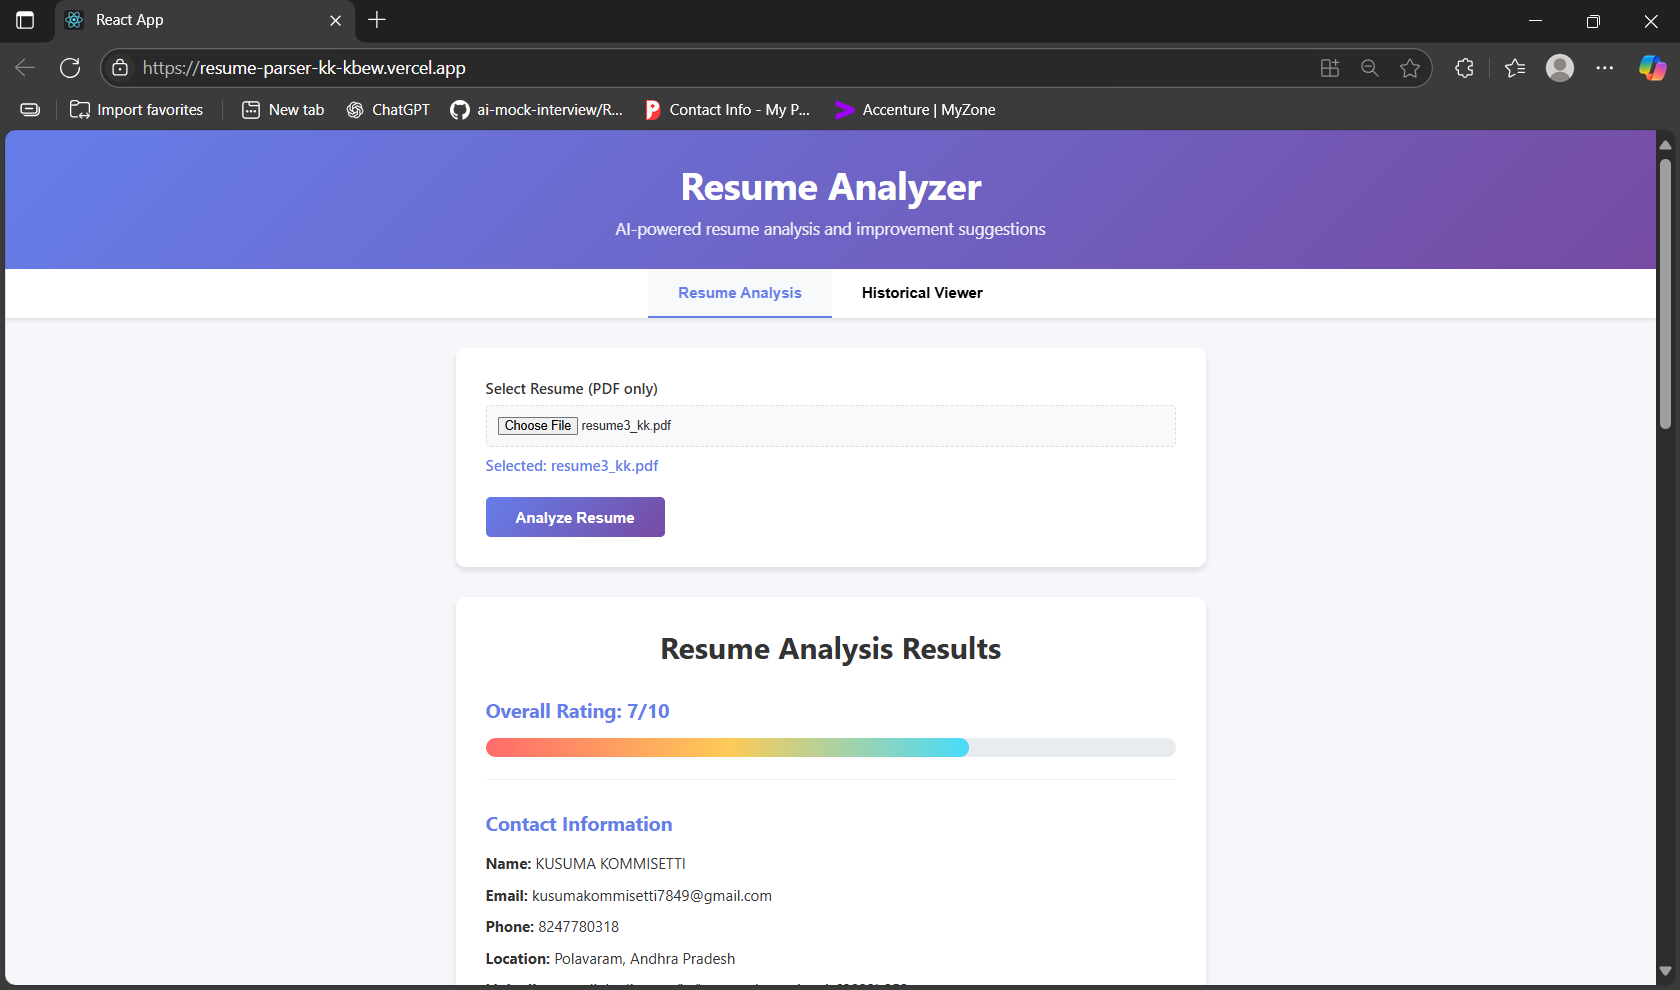 React App
https://resume-parser-kk-kbew.vercel.app
Import favorites
New tab
ChatGPT
ai-mock-interview/R...
Contact Info - My P...
Accenture | MyZone
Resume Analyzer
AI-powered resume analysis and improvement suggestions
Resume Analysis
Historical Viewer
Select Resume (PDF only)
Choose File resume3_kk.pdf
Selected: resume3_kk.pdf
Analyze Resume
Resume Analysis Results
Overall Rating: 7/10
Contact Information
Name: KUSUMA KOMMISETTI
Email: kusumakommisetti7849@gmail.com
Phone: 8247780318
Location: Polavaram, Andhra Pradesh